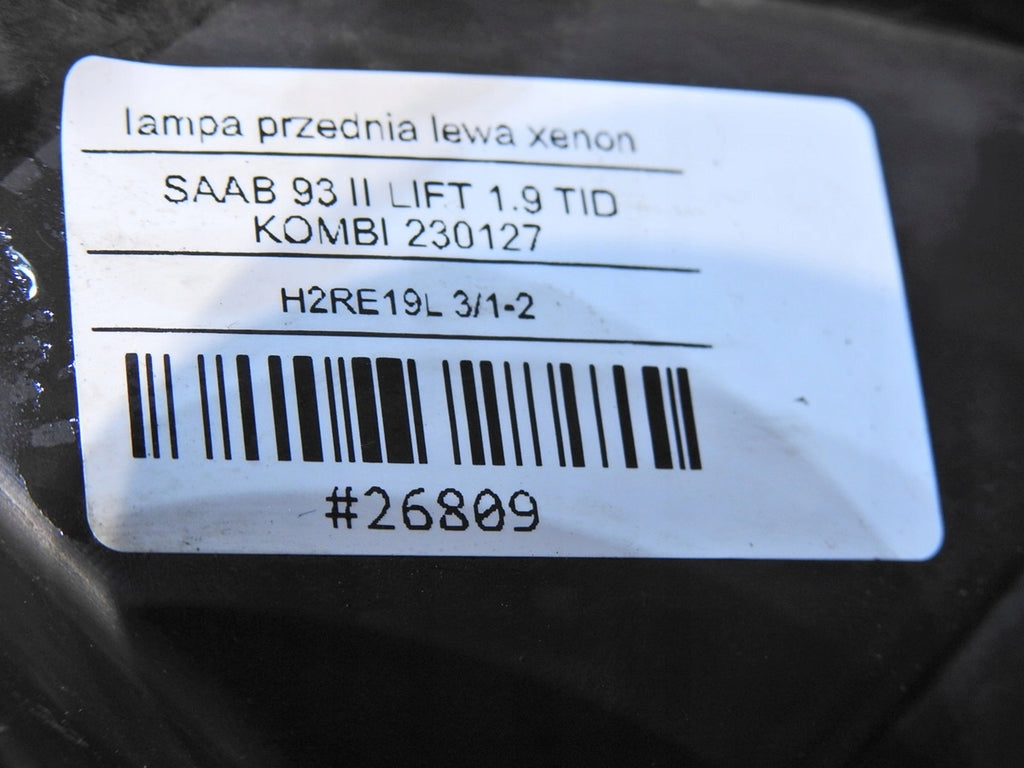 lampa przednia lewa xenon
SAAB 93 II LIFT 1.9 TID
KOMBI 230127
H2RE19L 3/1-2
#26809